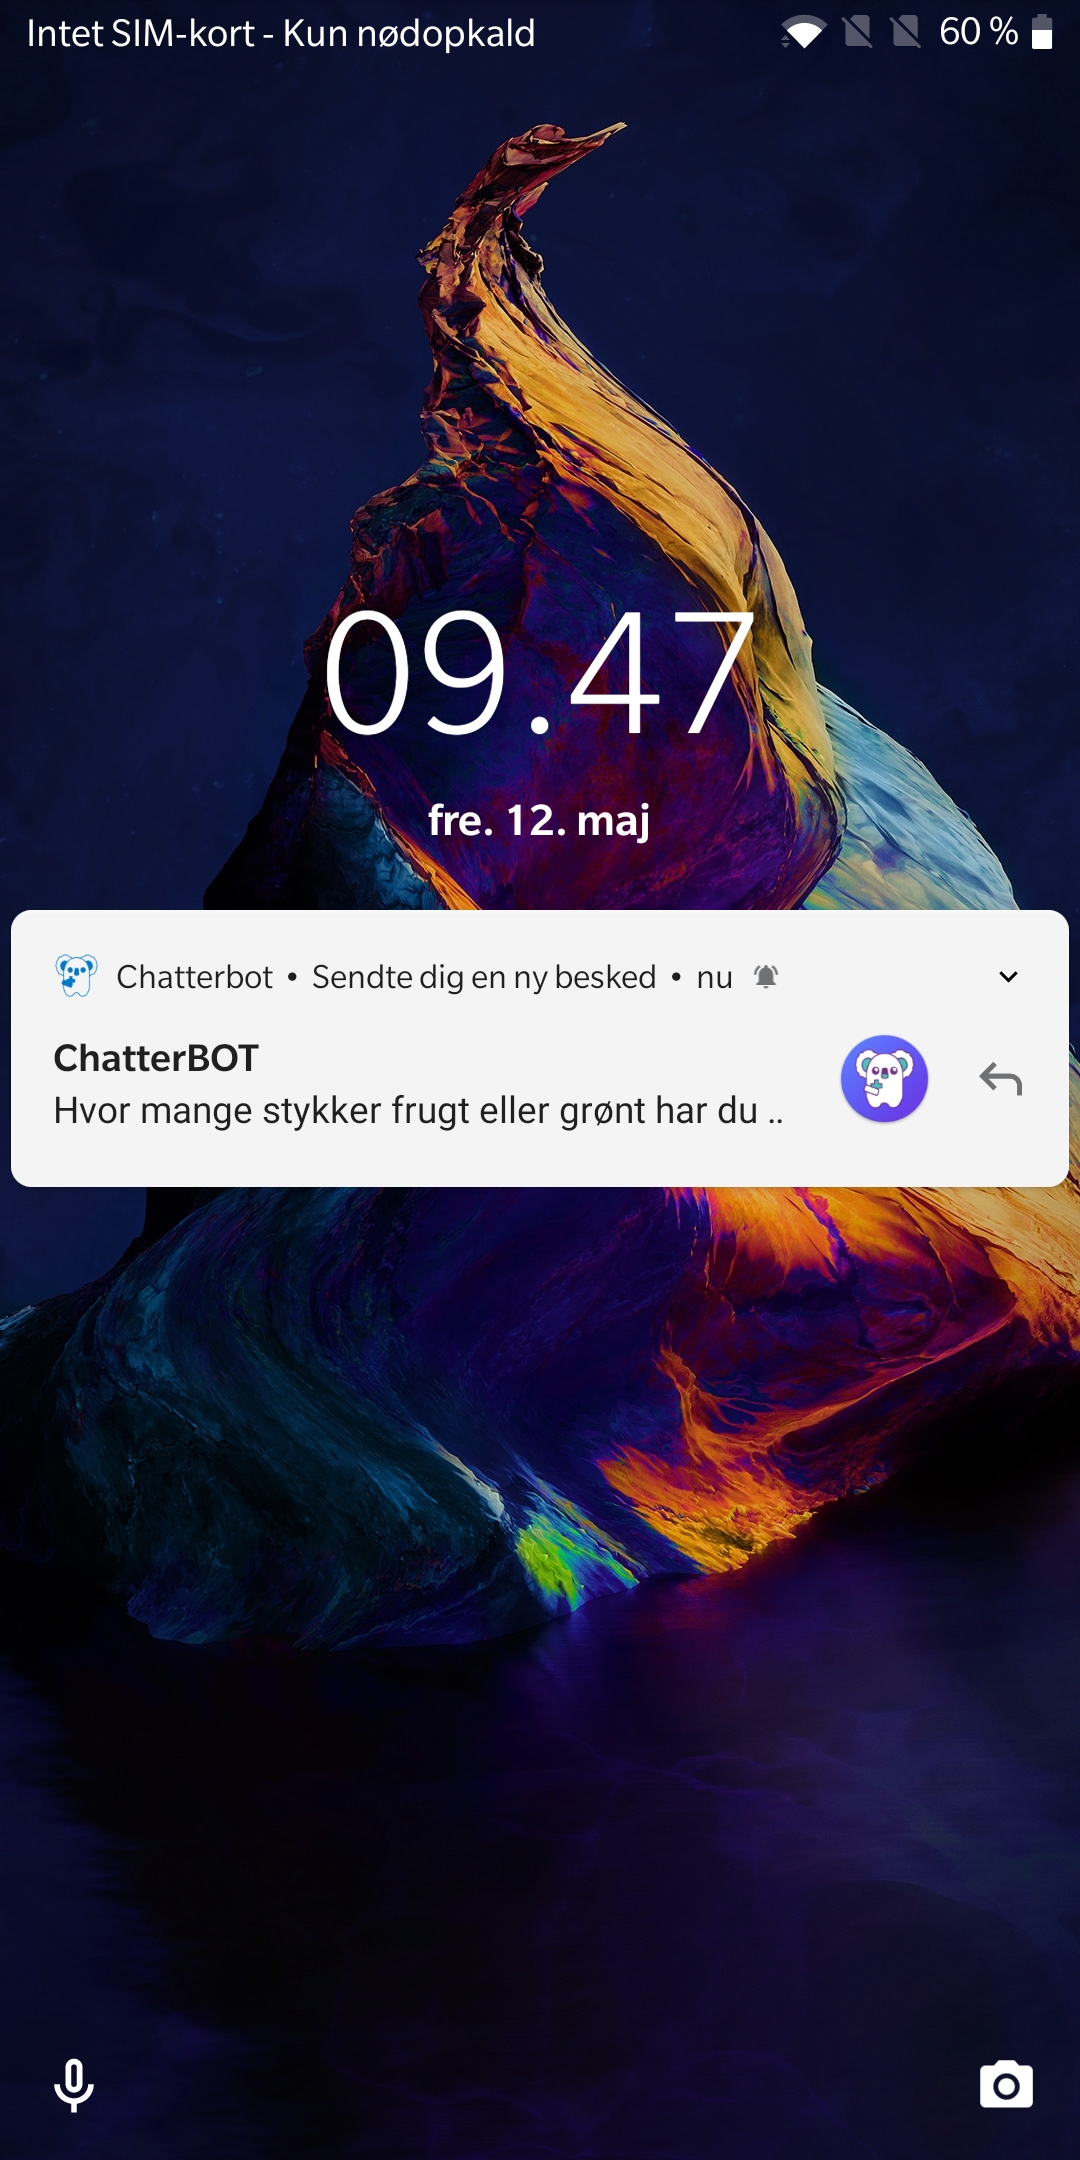 Intet SIM-kort - Kun nødopkald 60 %
09.47
fre. 12. maj
Chatterbot • Sendte dig en ny besked • nu
ChatterBOT
Hvor mange stykker frugt eller grønt har du ..